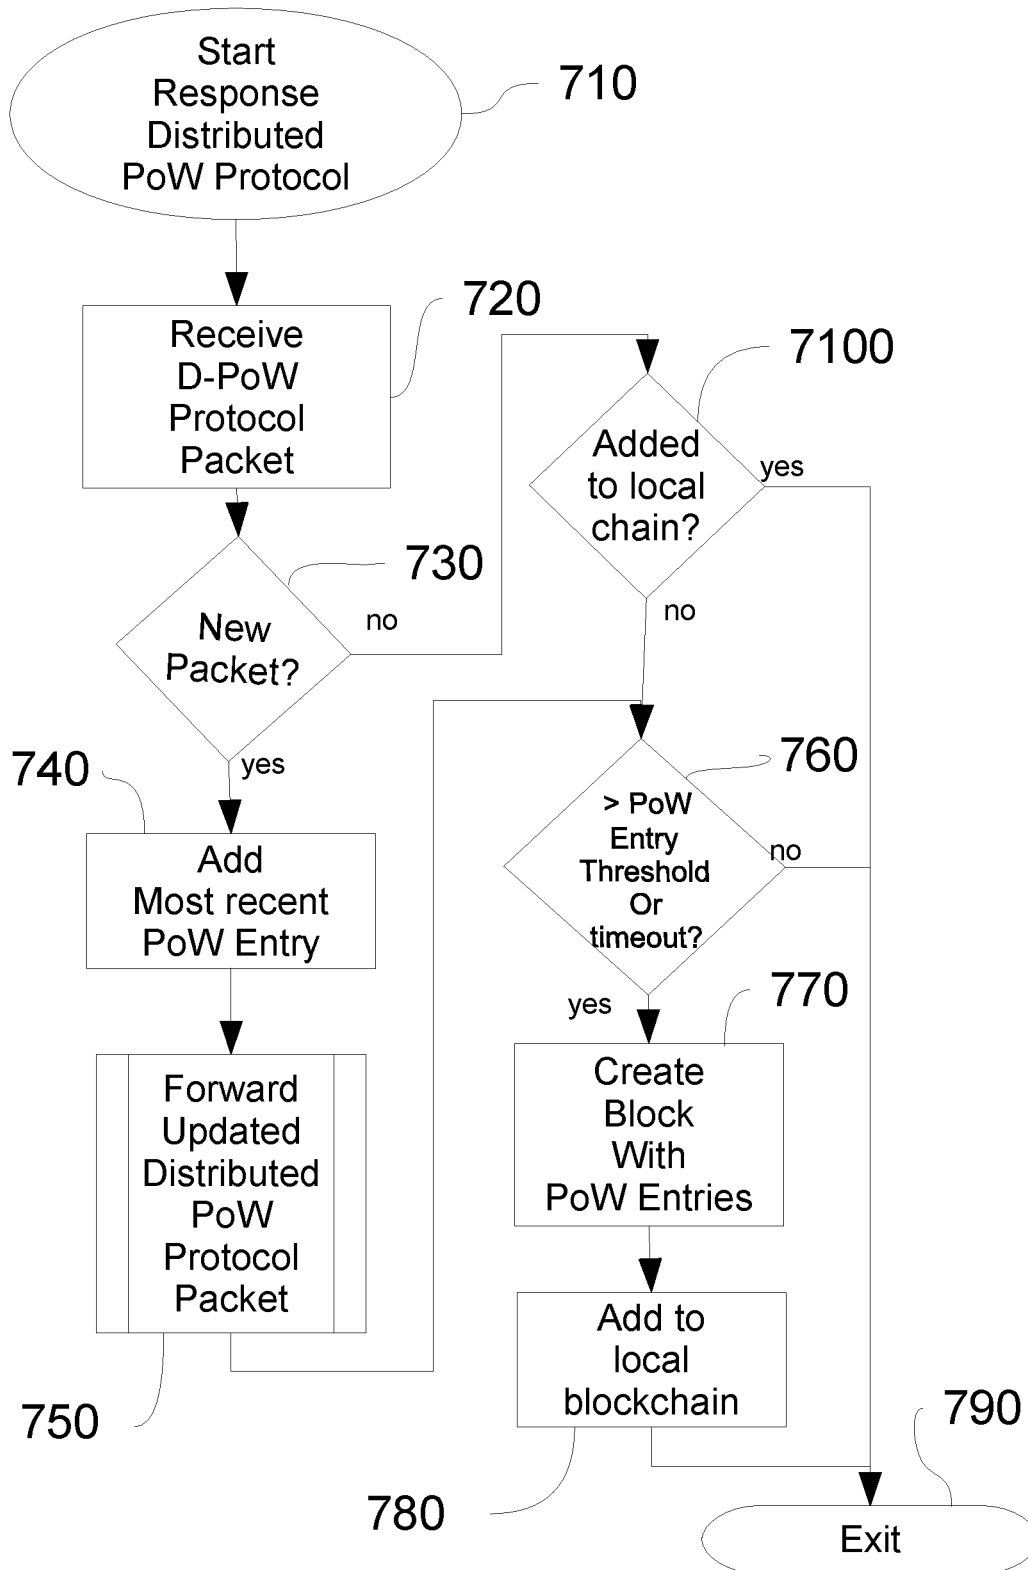 Start
Response
Distributed
PoW Protocol
710
Receive
D-PoW
Protocol
Packet
720
New
Packet?
730
no
yes
740
Add
Most recent
PoW Entry
Forward
Updated
Distributed
PoW
Protocol
Packet
750
7100
Added
to local
chain?
yes
no
760
> PoW
Entry
Threshold
Or
timeout?
no
yes
770
Create
Block
With
PoW Entries
Add to
local
blockchain
780
790
Exit